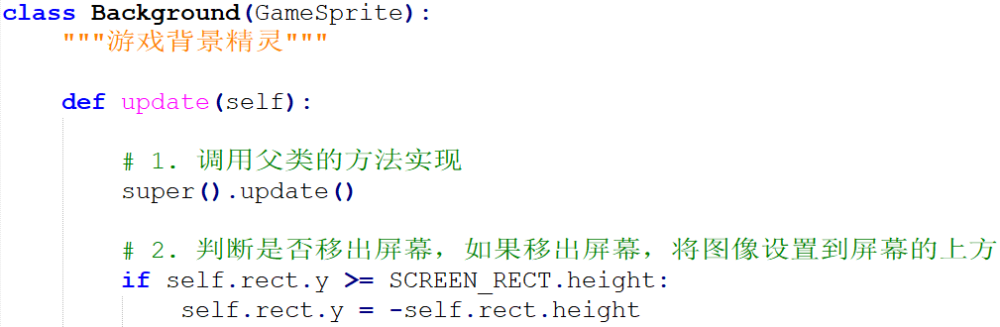 class Background(GameSprite):
    """游戏背景精灵"""
    def update(self):
        # 1. 调用父类的方法实现
        super().update()
        # 2. 判断是否移出屏幕，如果移出屏幕，将图像设置到屏幕的上方
        if self.rect.y >= SCREEN_RECT.height:
            self.rect.y = -self.rect.height